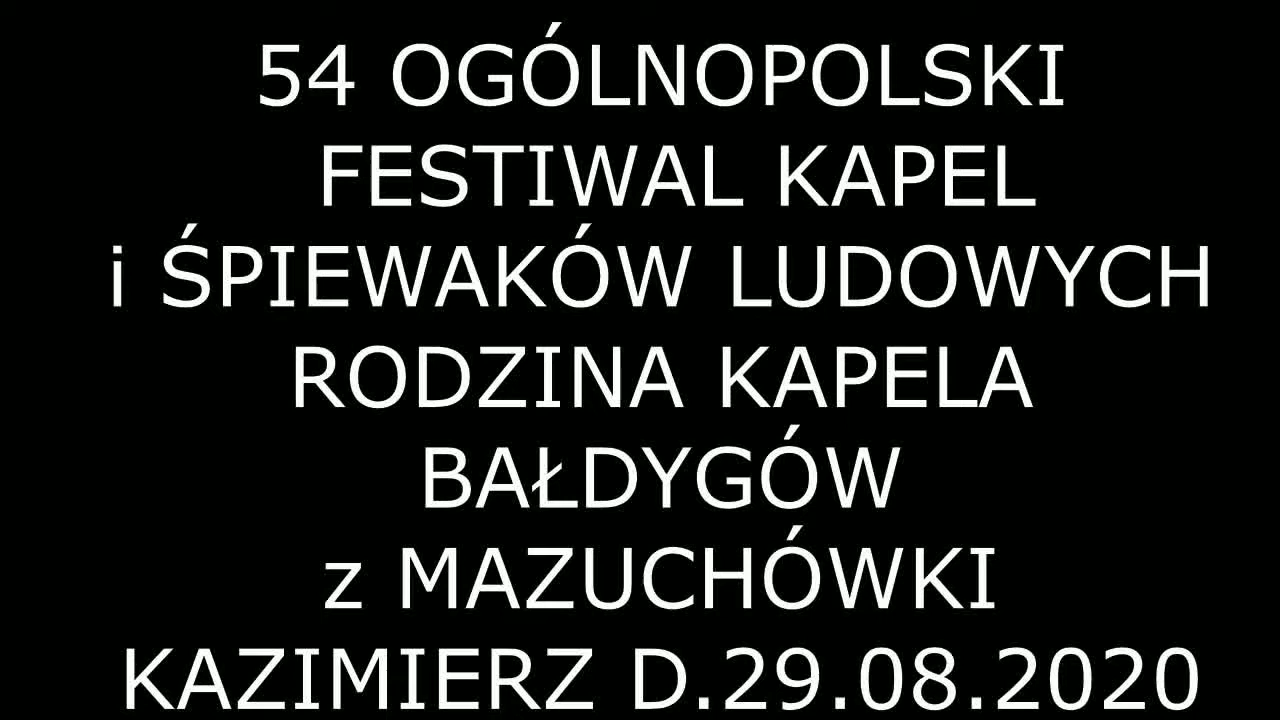 54 OGÓLNOPOLSKI
FESTIWAL KAPEL
i ŚPIEWAKÓW LUDOWYCH
RODZINA KAPELA
BAŁDYGÓW
z MAZUCHÓWKI
KAZIMIERZ D.29.08.2020